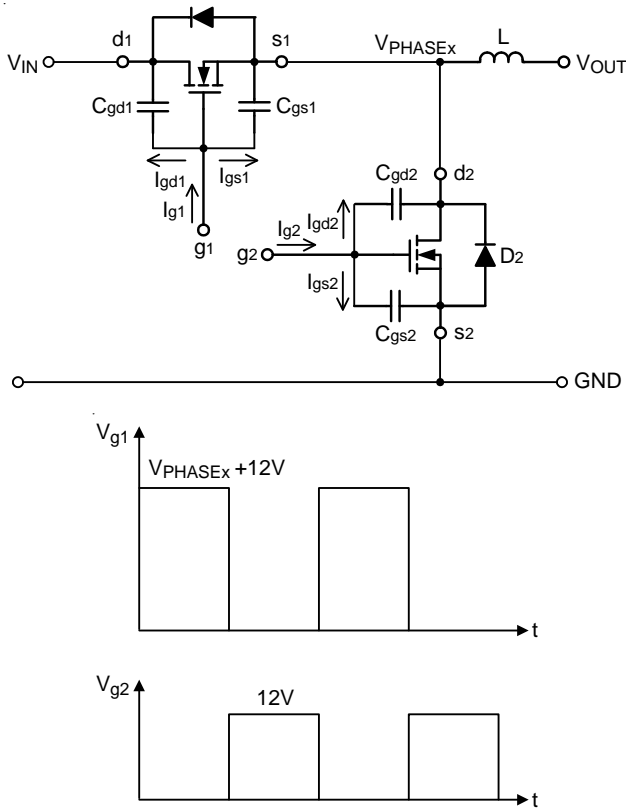 d1 s1 VPHASEx L
VIN VOUT
Cgd1 Cgs1
Igd1 Igs1 Cgd2 d2
Ig1 Ig2 Igd2
g1 g2 D2
Igs2
Cgs2 s2
GND
Vg1
VPHASEx +12V
t
Vg2
12V
t